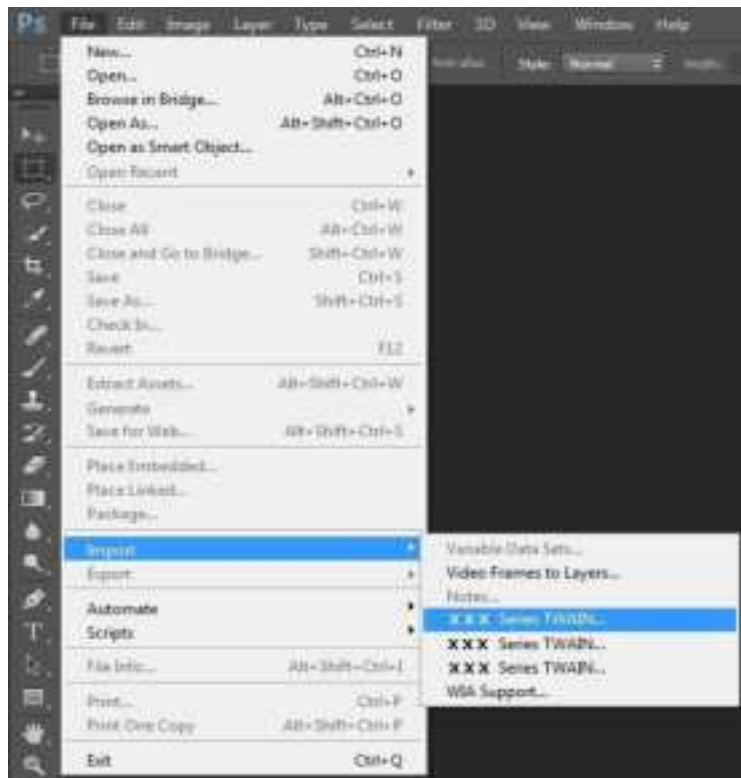 Ps File Edit Image Layer Type Select Filter 3D View Window Help
Style: Normal
New... Ctrl+N
Open... Ctrl+O
Browse in Bridge... Alt+Ctrl+O
Open As... Alt+Shift+Ctrl+O
Open as Smart Object...
Open Recent
Close Ctrl+W
Close All Alt+Ctrl+W
Close and Go to Bridge... Shift+Ctrl+W
Save Ctrl+S
Save As... Shift+Ctrl+S
Check In...
Revert F12
Extract Assets... Alt+Shift+Ctrl+W
Generate
Save for Web... Alt+Shift+Ctrl+S
Place Embedded...
Place Linked...
Package...
Import
Variable Data Sets...
Export
Video Frames to Layers...
Notes...
Automate
X X X Series TWAIN...
Scripts
X X X Series TWAIN...
File Info... Alt+Shift+Ctrl+I
X X X Series TWAIN...
WIA Support...
Print... Ctrl+P
Print One Copy Alt+Shift+Ctrl+P
Exit Ctrl+Q